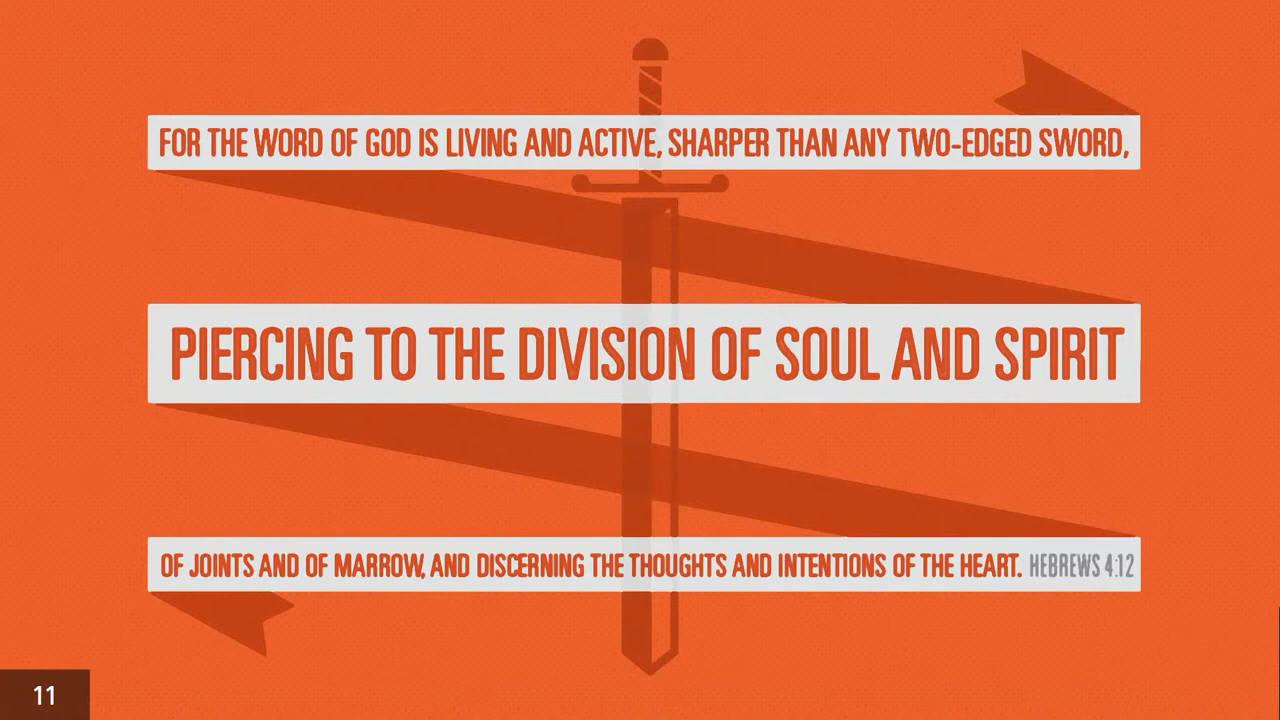 FOR THE WORD OF GOD IS LIVING AND ACTIVE, SHARPER THAN ANY TWO-EDGED SWORD,
PIERCING TO THE DIVISION OF SOUL AND SPIRIT
OF JOINTS AND OF MARROW, AND DISCERNING THE THOUGHTS AND INTENTIONS OF THE HEART. HEBREWS 4:12
11